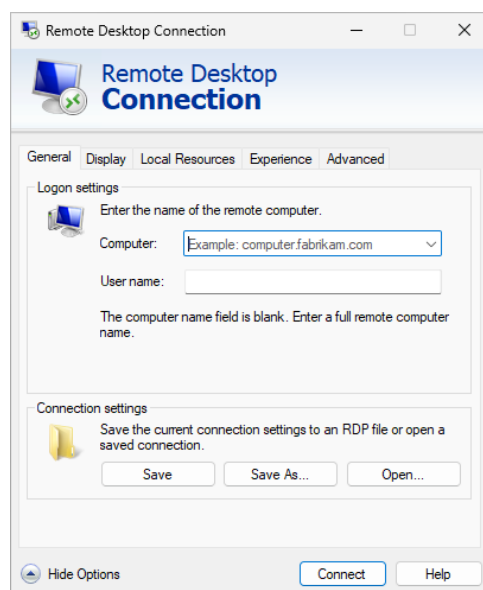 Remote Desktop Connection
Remote Desktop
Connection
General Display Local Resources Experience Advanced
Logon settings
Enter the name of the remote computer.
Computer: Example: computer.fabrikam.com
User name:
The computer name field is blank. Enter a full remote computer
name.
Connection settings
Save the current connection settings to an RDP file or open a
saved connection.
Save Save As... Open...
Hide Options Connect Help